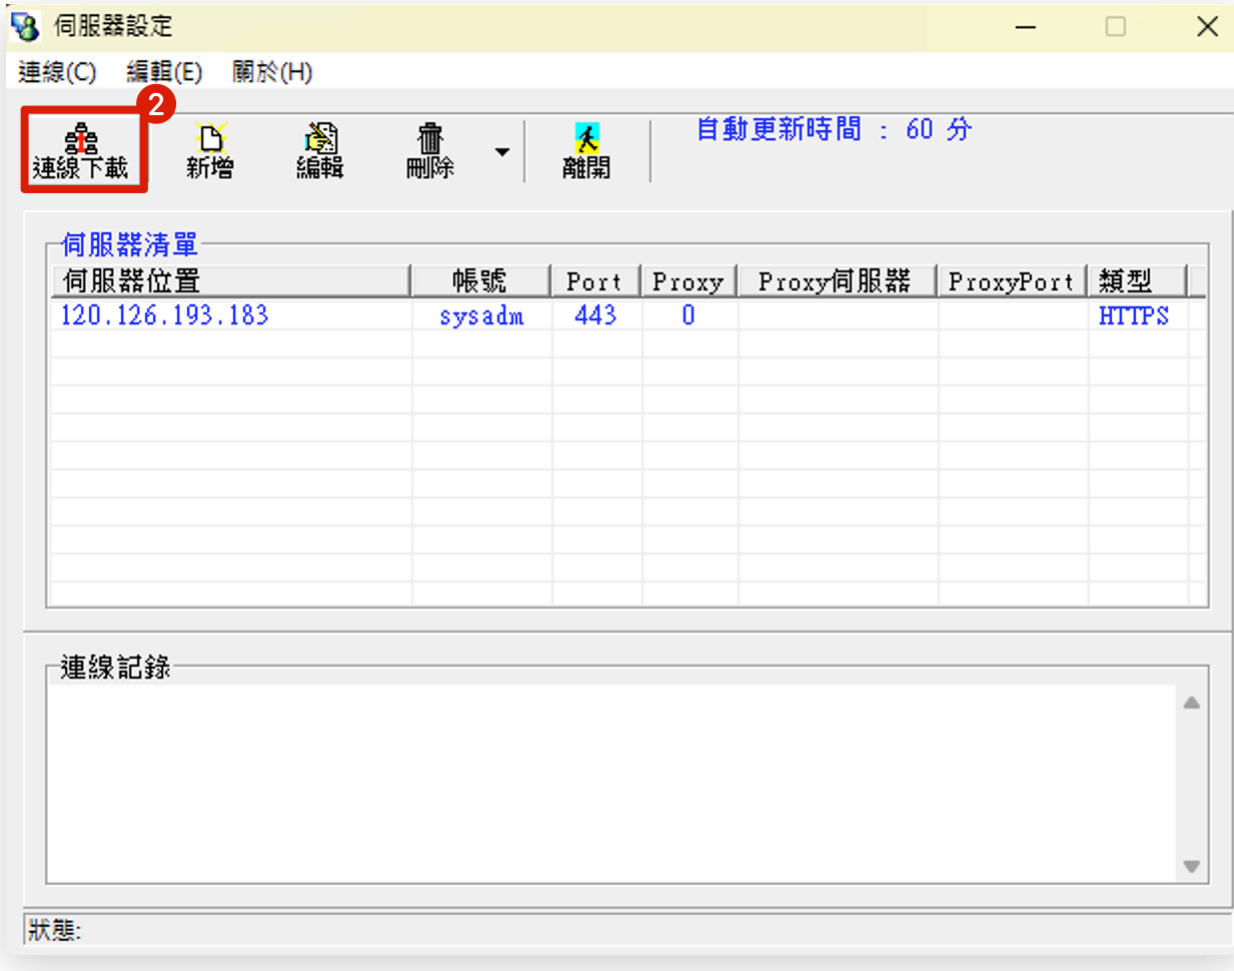 伺服器設定
連線(C) 編輯(E) 關於(H)
2
連線下載 新增 編輯 刪除 離開 自動更新時間 : 60 分
伺服器清單
伺服器位置 帳號 Port Proxy Proxy伺服器 ProxyPort 類型
120.126.193.183 sysadm 443 0 HTTPS
連線記錄
狀態: